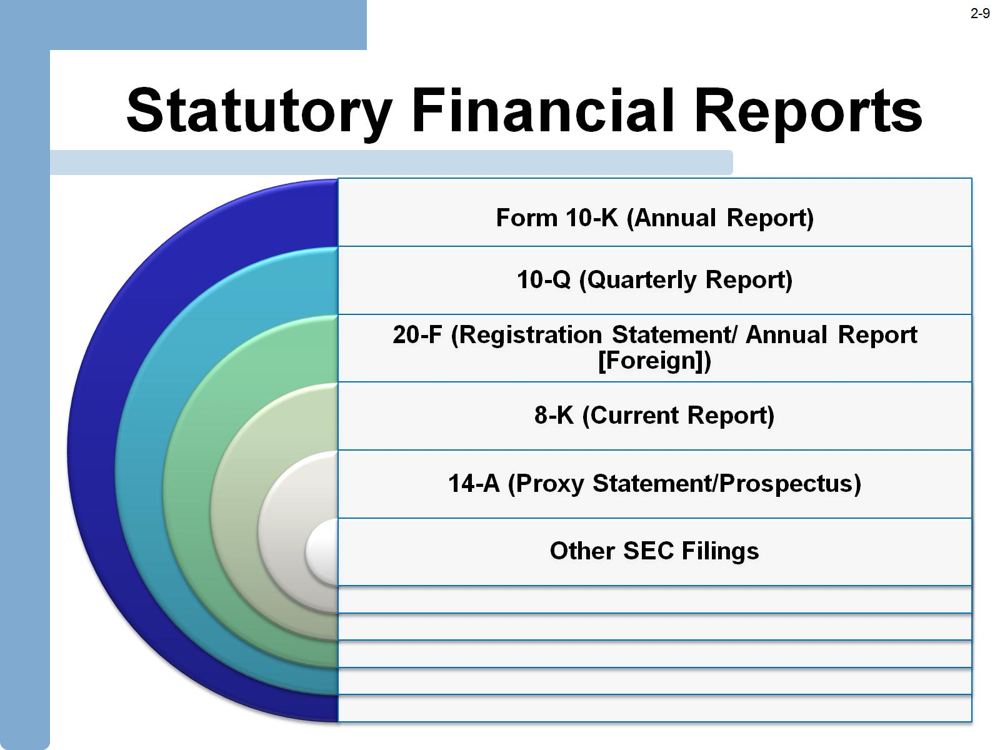 2-9
Statutory Financial Reports
Form 10-K (Annual Report)
10-Q (Quarterly Report)
20-F (Registration Statement/ Annual Report
[Foreign])
8-K (Current Report)
14-A (Proxy Statement/Prospectus)
Other SEC Filings